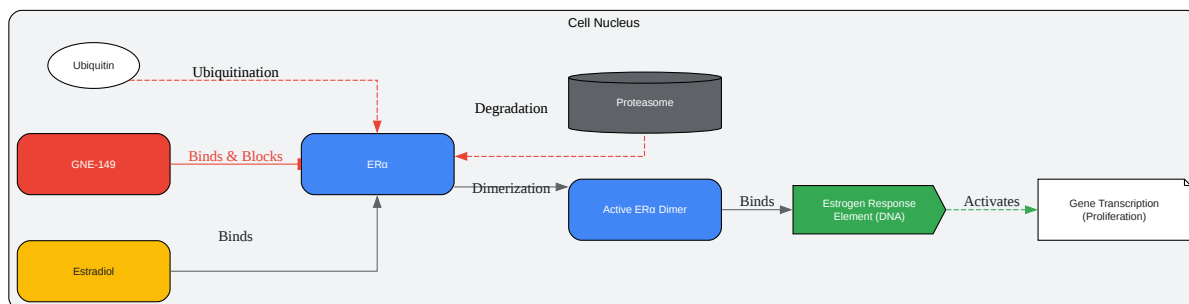 Cell Nucleus
Ubiquitin
Ubiquitination
Proteasome
Degradation
GNE-149
Binds & Blocks
ERα
Dimerization
Active ERα Dimer
Binds
Estrogen Response
Element (DNA)
Activates
Gene Transcription
(Proliferation)
Binds
Estradiol